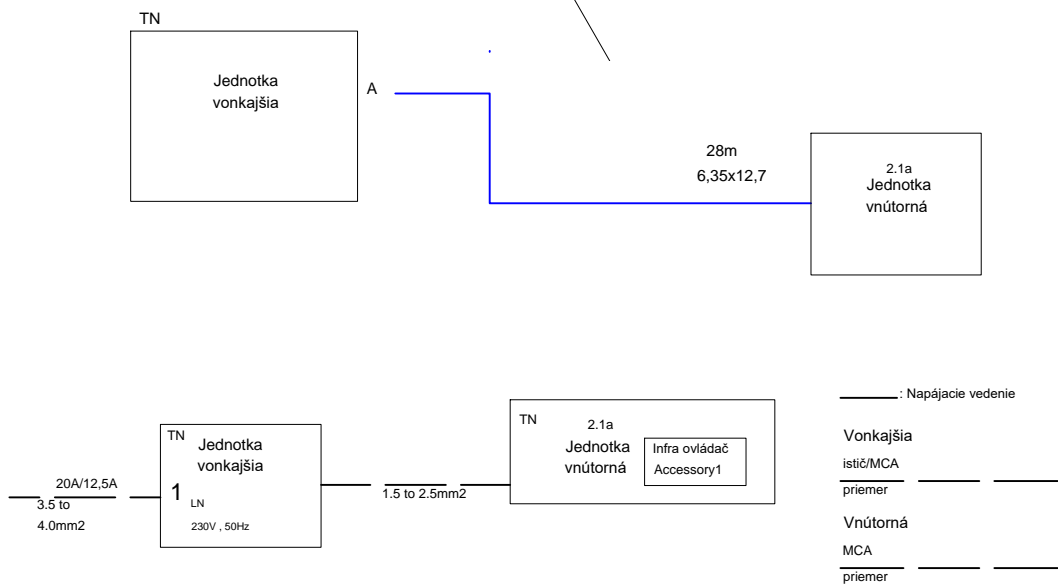 TN
Jednotka
vonkajšia
A
28m
6,35x12,7
2.1a
Jednotka
vnútorná
TN
Jednotka
vonkajšia
1
LN
230V , 50Hz
20A/12,5A
3.5 to
4.0mm2
1.5 to 2.5mm2
TN
2.1a
Jednotka
vnútorná
Infra ovládač
Accessory1
: Napájacie vedenie
Vonkajšia
istič/MCA
priemer
Vnútorná
MCA
priemer